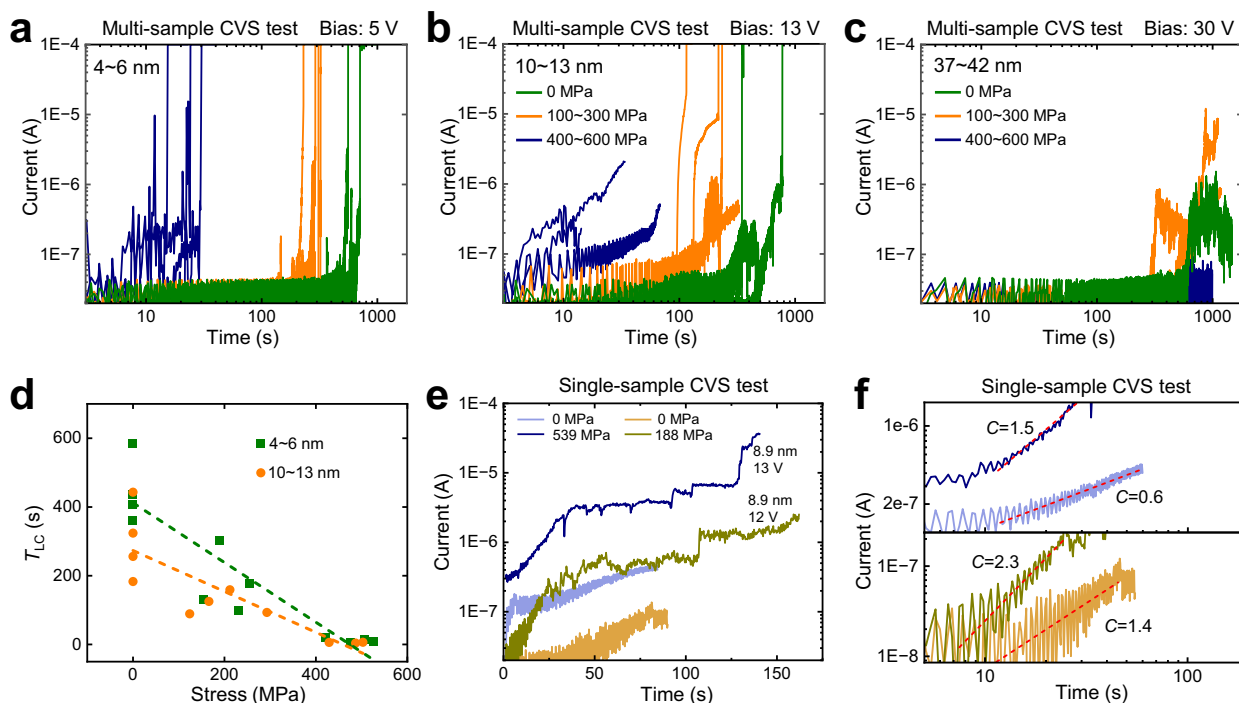 a
Multi-sample CVS test Bias: 5 V
4~6 nm
1E-4
1E-5
1E-6
1E-7
Current (A)
10 100 1000
Time (s)
b
Multi-sample CVS test Bias: 13 V
10~13 nm
0 MPa
100~300 MPa
400~600 MPa
1E-4
1E-5
1E-6
1E-7
Current (A)
10 100 1000
Time (s)
c
Multi-sample CVS test Bias: 30 V
37~42 nm
0 MPa
100~300 MPa
400~600 MPa
1E-4
1E-5
1E-6
1E-7
Current (A)
10 100 1000
Time (s)
d
4~6 nm
10~13 nm
600
400
200
0
TLC (s)
0 200 400 600
Stress (MPa)
e
Single-sample CVS test
0 MPa 0 MPa
539 MPa 188 MPa
8.9 nm
13 V
8.9 nm
12 V
1E-4
1E-5
1E-6
1E-7
Current (A)
0 50 100 150
Time (s)
f
Single-sample CVS test
1E-6
2E-7
C=1.5
C=0.6
1E-7
1E-8
C=2.3
C=1.4
Current (A)
10 100
Time (s)